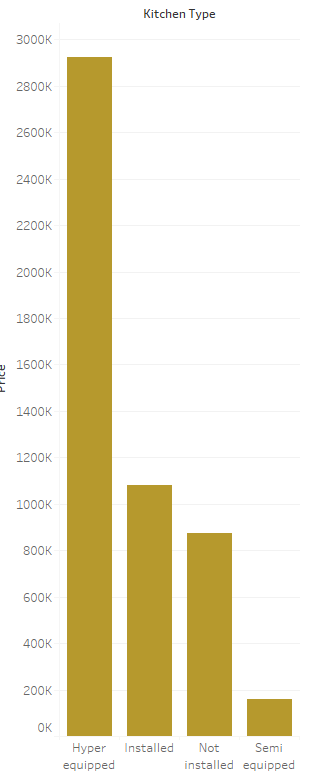 Kitchen Type
3000K
2800K
2600K
2400K
2200K
2000K
1800K
1600K
1400K
1200K
1000K
800K
600K
400K
200K
0K
Price
Hyper equipped
Installed
Not installed
Semi equipped